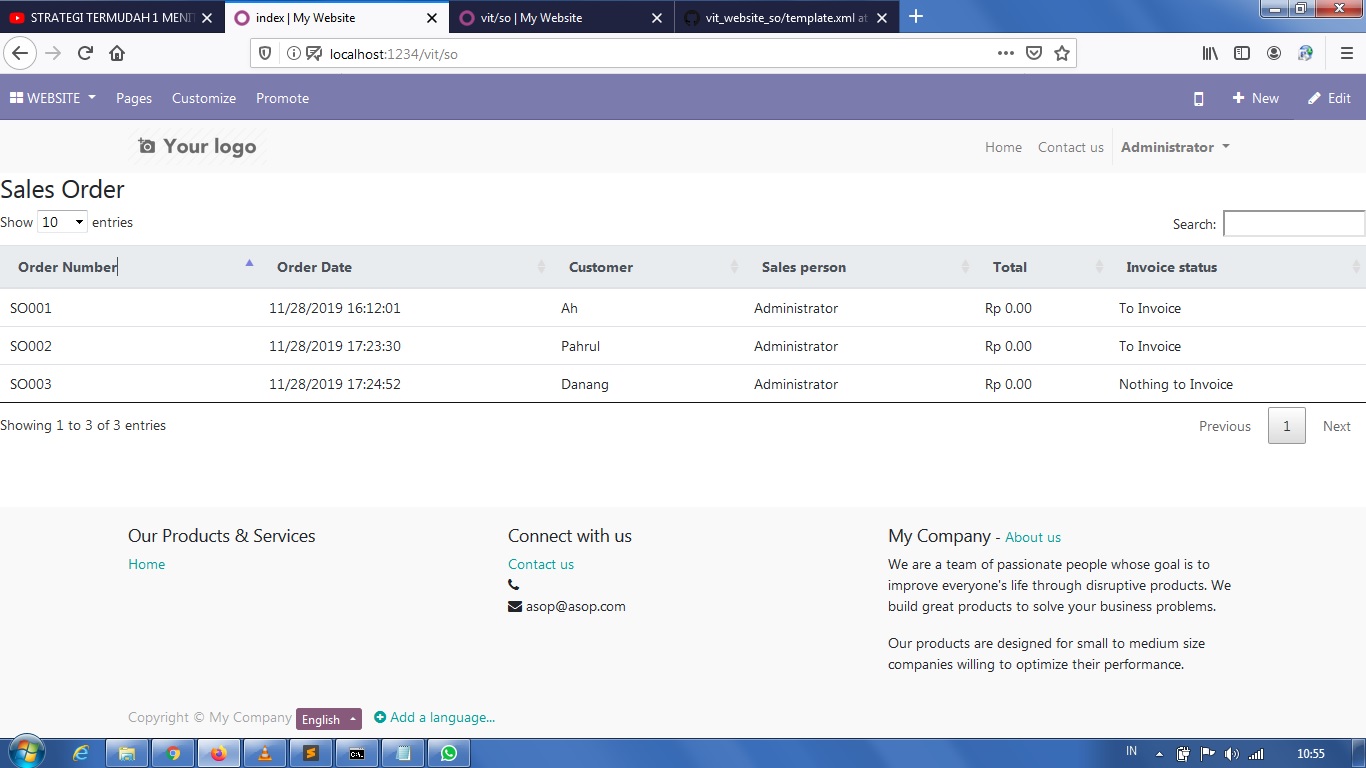 STRATEGI TERMUDAH 1 MENIT
index | My Website
vit/so | My Website
vit_website_so/template.xml at
localhost:1234/vit/so
WEBSITE Pages Customize Promote New Edit
Your logo Home Contact us Administrator
Sales Order
Show 10 entries Search:
Order Number Order Date Customer Sales person Total Invoice status
SO001 11/28/2019 16:12:01 Ah Administrator Rp 0.00 To Invoice
SO002 11/28/2019 17:23:30 Pahrul Administrator Rp 0.00 To Invoice
SO003 11/28/2019 17:24:52 Danang Administrator Rp 0.00 Nothing to Invoice
Showing 1 to 3 of 3 entries Previous 1 Next
Our Products & Services
Home
Connect with us
Contact us
asop@asop.com
My Company - About us
We are a team of passionate people whose goal is to
improve everyone's life through disruptive products. We
build great products to solve your business problems.
Our products are designed for small to medium size
companies willing to optimize their performance.
Copyright © My Company English Add a language...
IN 10:55